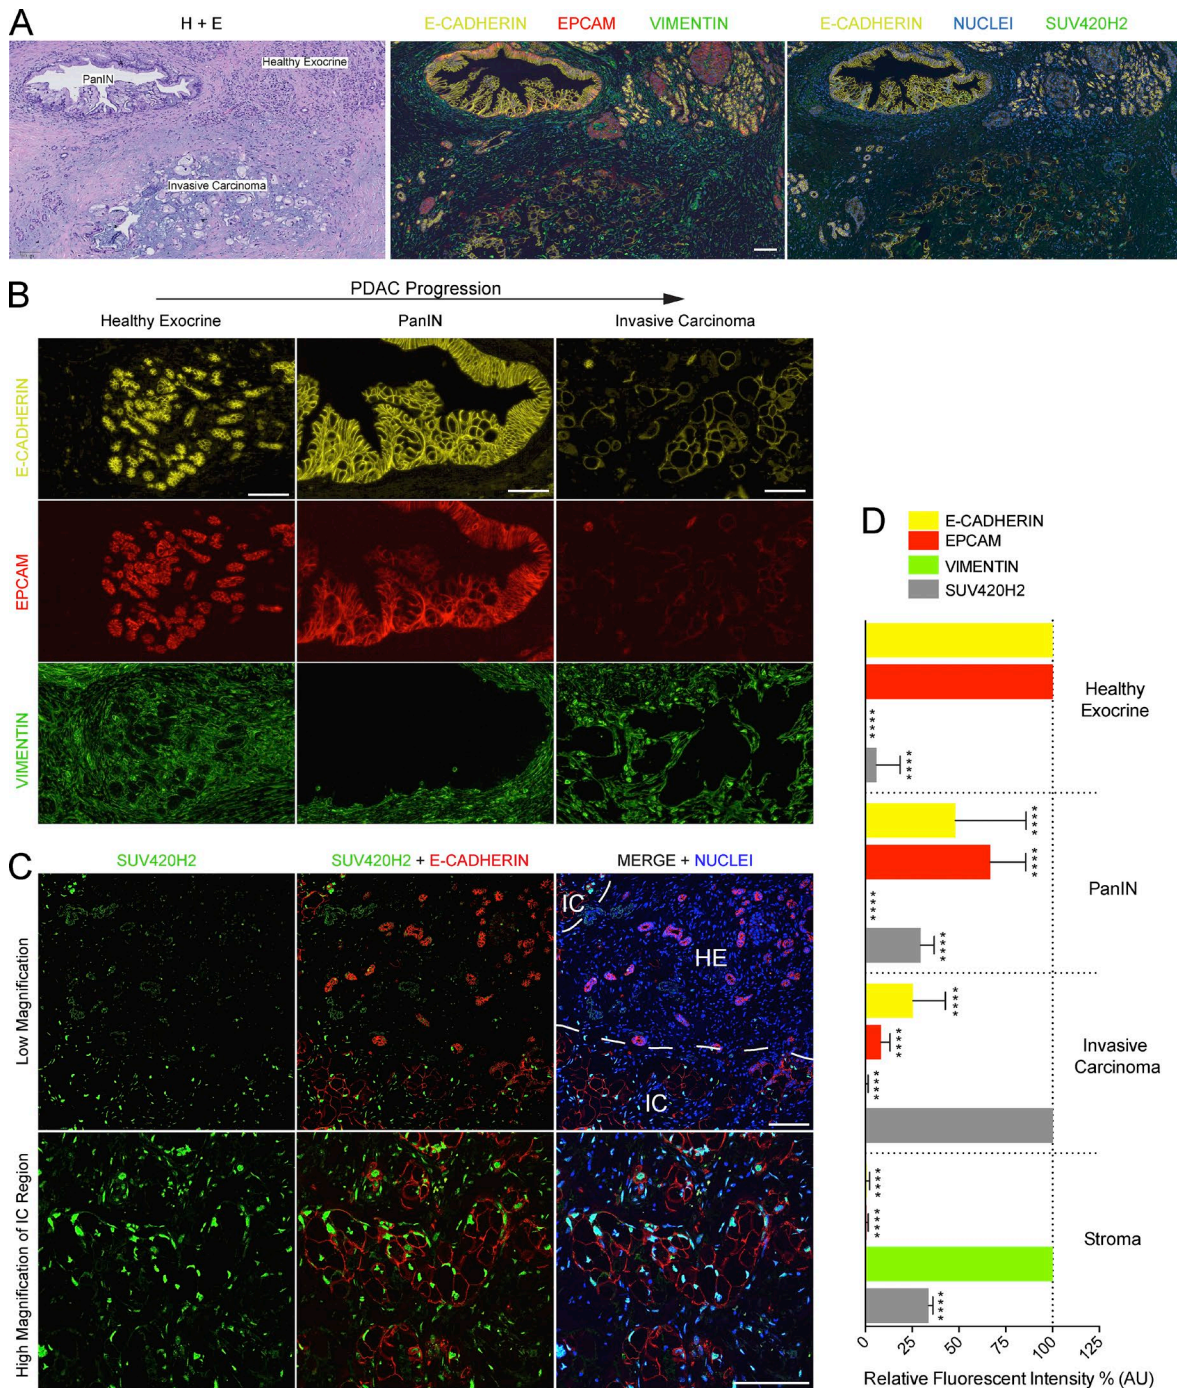 A
H + E
E-CADHERIN EPCAM VIMENTIN
E-CADHERIN NUCLEI SUV420H2
PanIN
Healthy Exocrine
Invasive Carcinoma
B
PDAC Progression
Healthy Exocrine
PanIN
Invasive Carcinoma
E-CADHERIN
EPCAM
VIMENTIN
C
SUV420H2
SUV420H2 + E-CADHERIN
MERGE + NUCLEI
Low Magnification
IC
HE
IC
High Magnification of IC Region
D
E-CADHERIN
EPCAM
VIMENTIN
SUV420H2
Healthy
Exocrine
****
****
PanIN
****
****
****
****
Invasive
Carcinoma
****
****
****
Stroma
****
****
****
0
25
50
75
100
125
Relative Fluorescent Intensity % (AU)